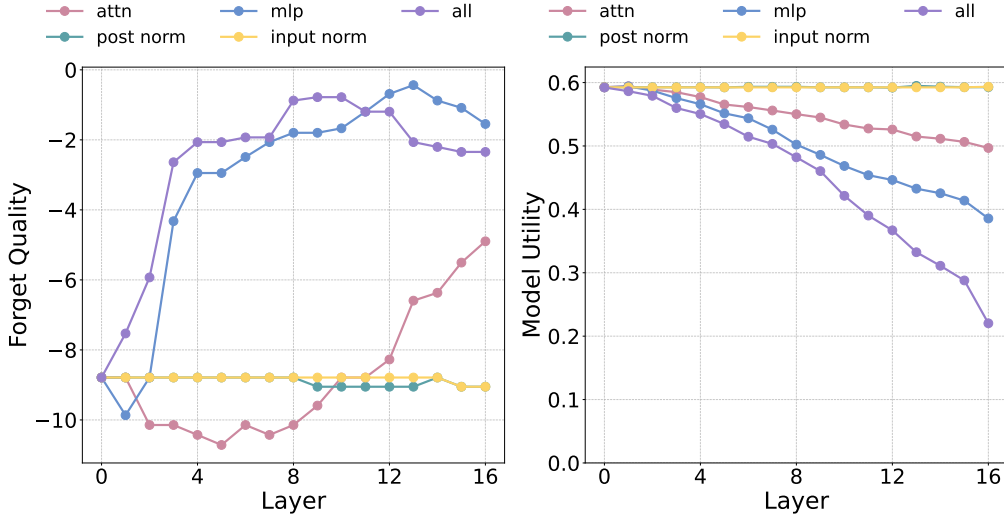 attn mlp all
post norm input norm
0
−2
−4
−6
−8
−10
Forget Quality
0 4 8 12 16
Layer
attn mlp all
post norm input norm
0.6
0.5
0.4
0.3
0.2
0.1
0.0
Model Utility
0 4 8 12 16
Layer